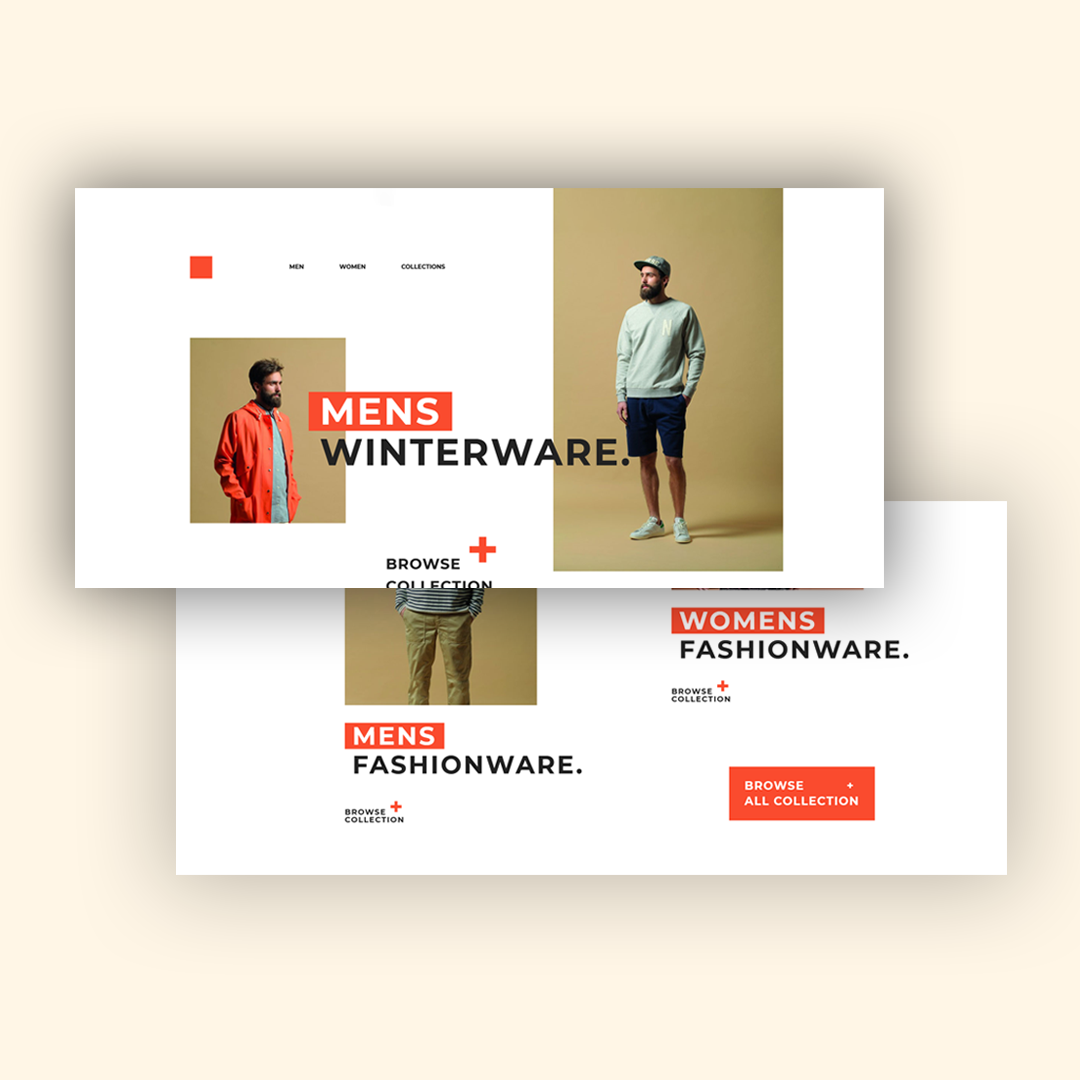 MEN WOMEN COLLECTIONS
MENS
WINTERWARE.
N
BROWSE +
COLLECTION
WOMENS
FASHIONWARE.
BROWSE +
COLLECTION
MENS
FASHIONWARE.
BROWSE +
COLLECTION
BROWSE +
ALL COLLECTION